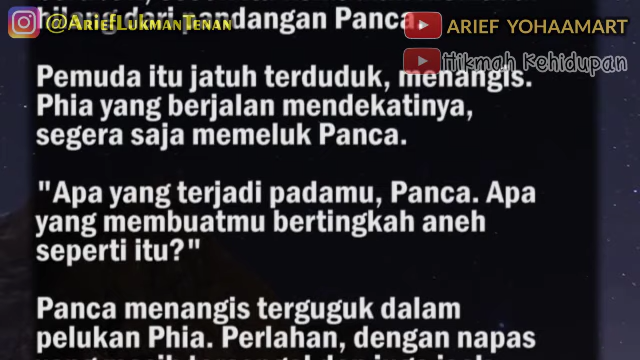 @AriefLukmanTenan
ARIEF YOHAAMART
Hikmah Kehidupan
dari pandangan Panca.
Pemuda itu jatuh terduduk, menangis.
Phia yang berjalan mendekatinya,
segera saja memeluk Panca.
"Apa yang terjadi padamu, Panca. Apa
yang membuatmu bertingkah aneh
seperti itu?"
Panca menangis terguguk dalam
pelukan Phia. Perlahan, dengan napas